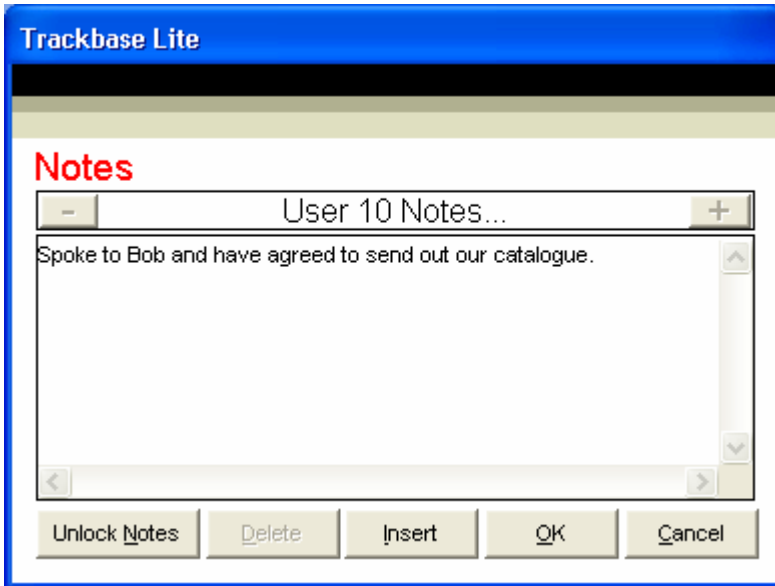 Trackbase Lite
Notes
- User 10 Notes... +
Spoke to Bob and have agreed to send out our catalogue.
Unlock Notes Delete Insert OK Cancel